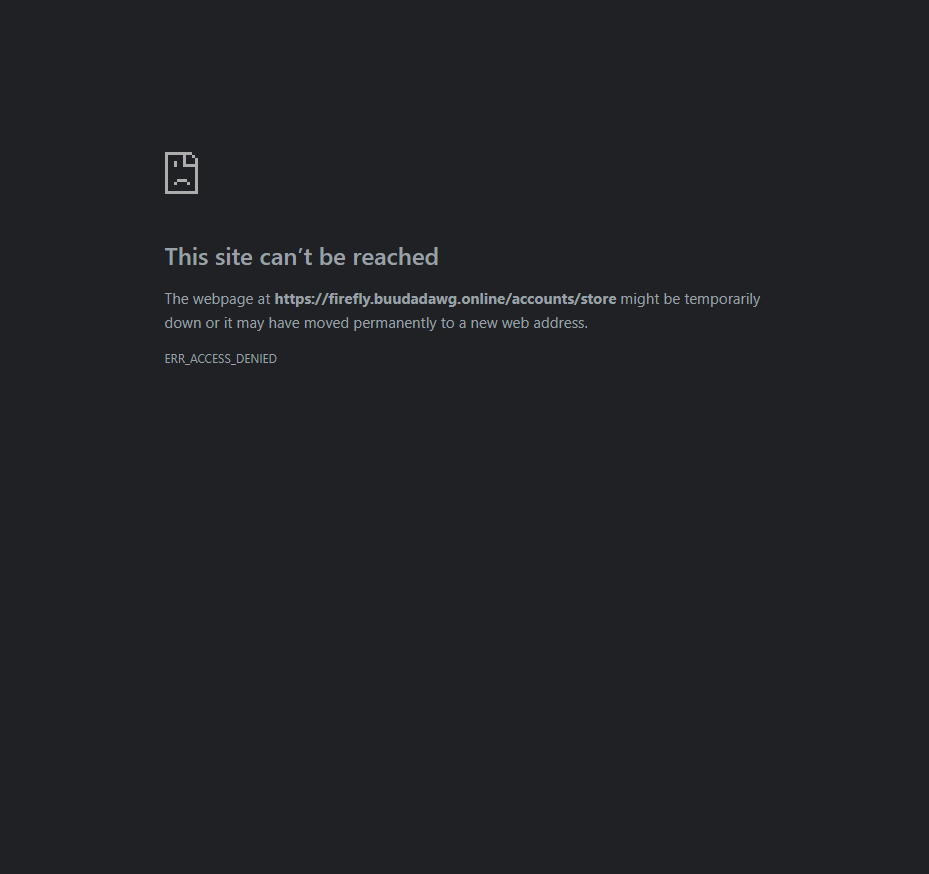 This site can’t be reached
The webpage at https://firefly.buudadawg.online/accounts/store might be temporarily
down or it may have moved permanently to a new web address.
ERR_ACCESS_DENIED